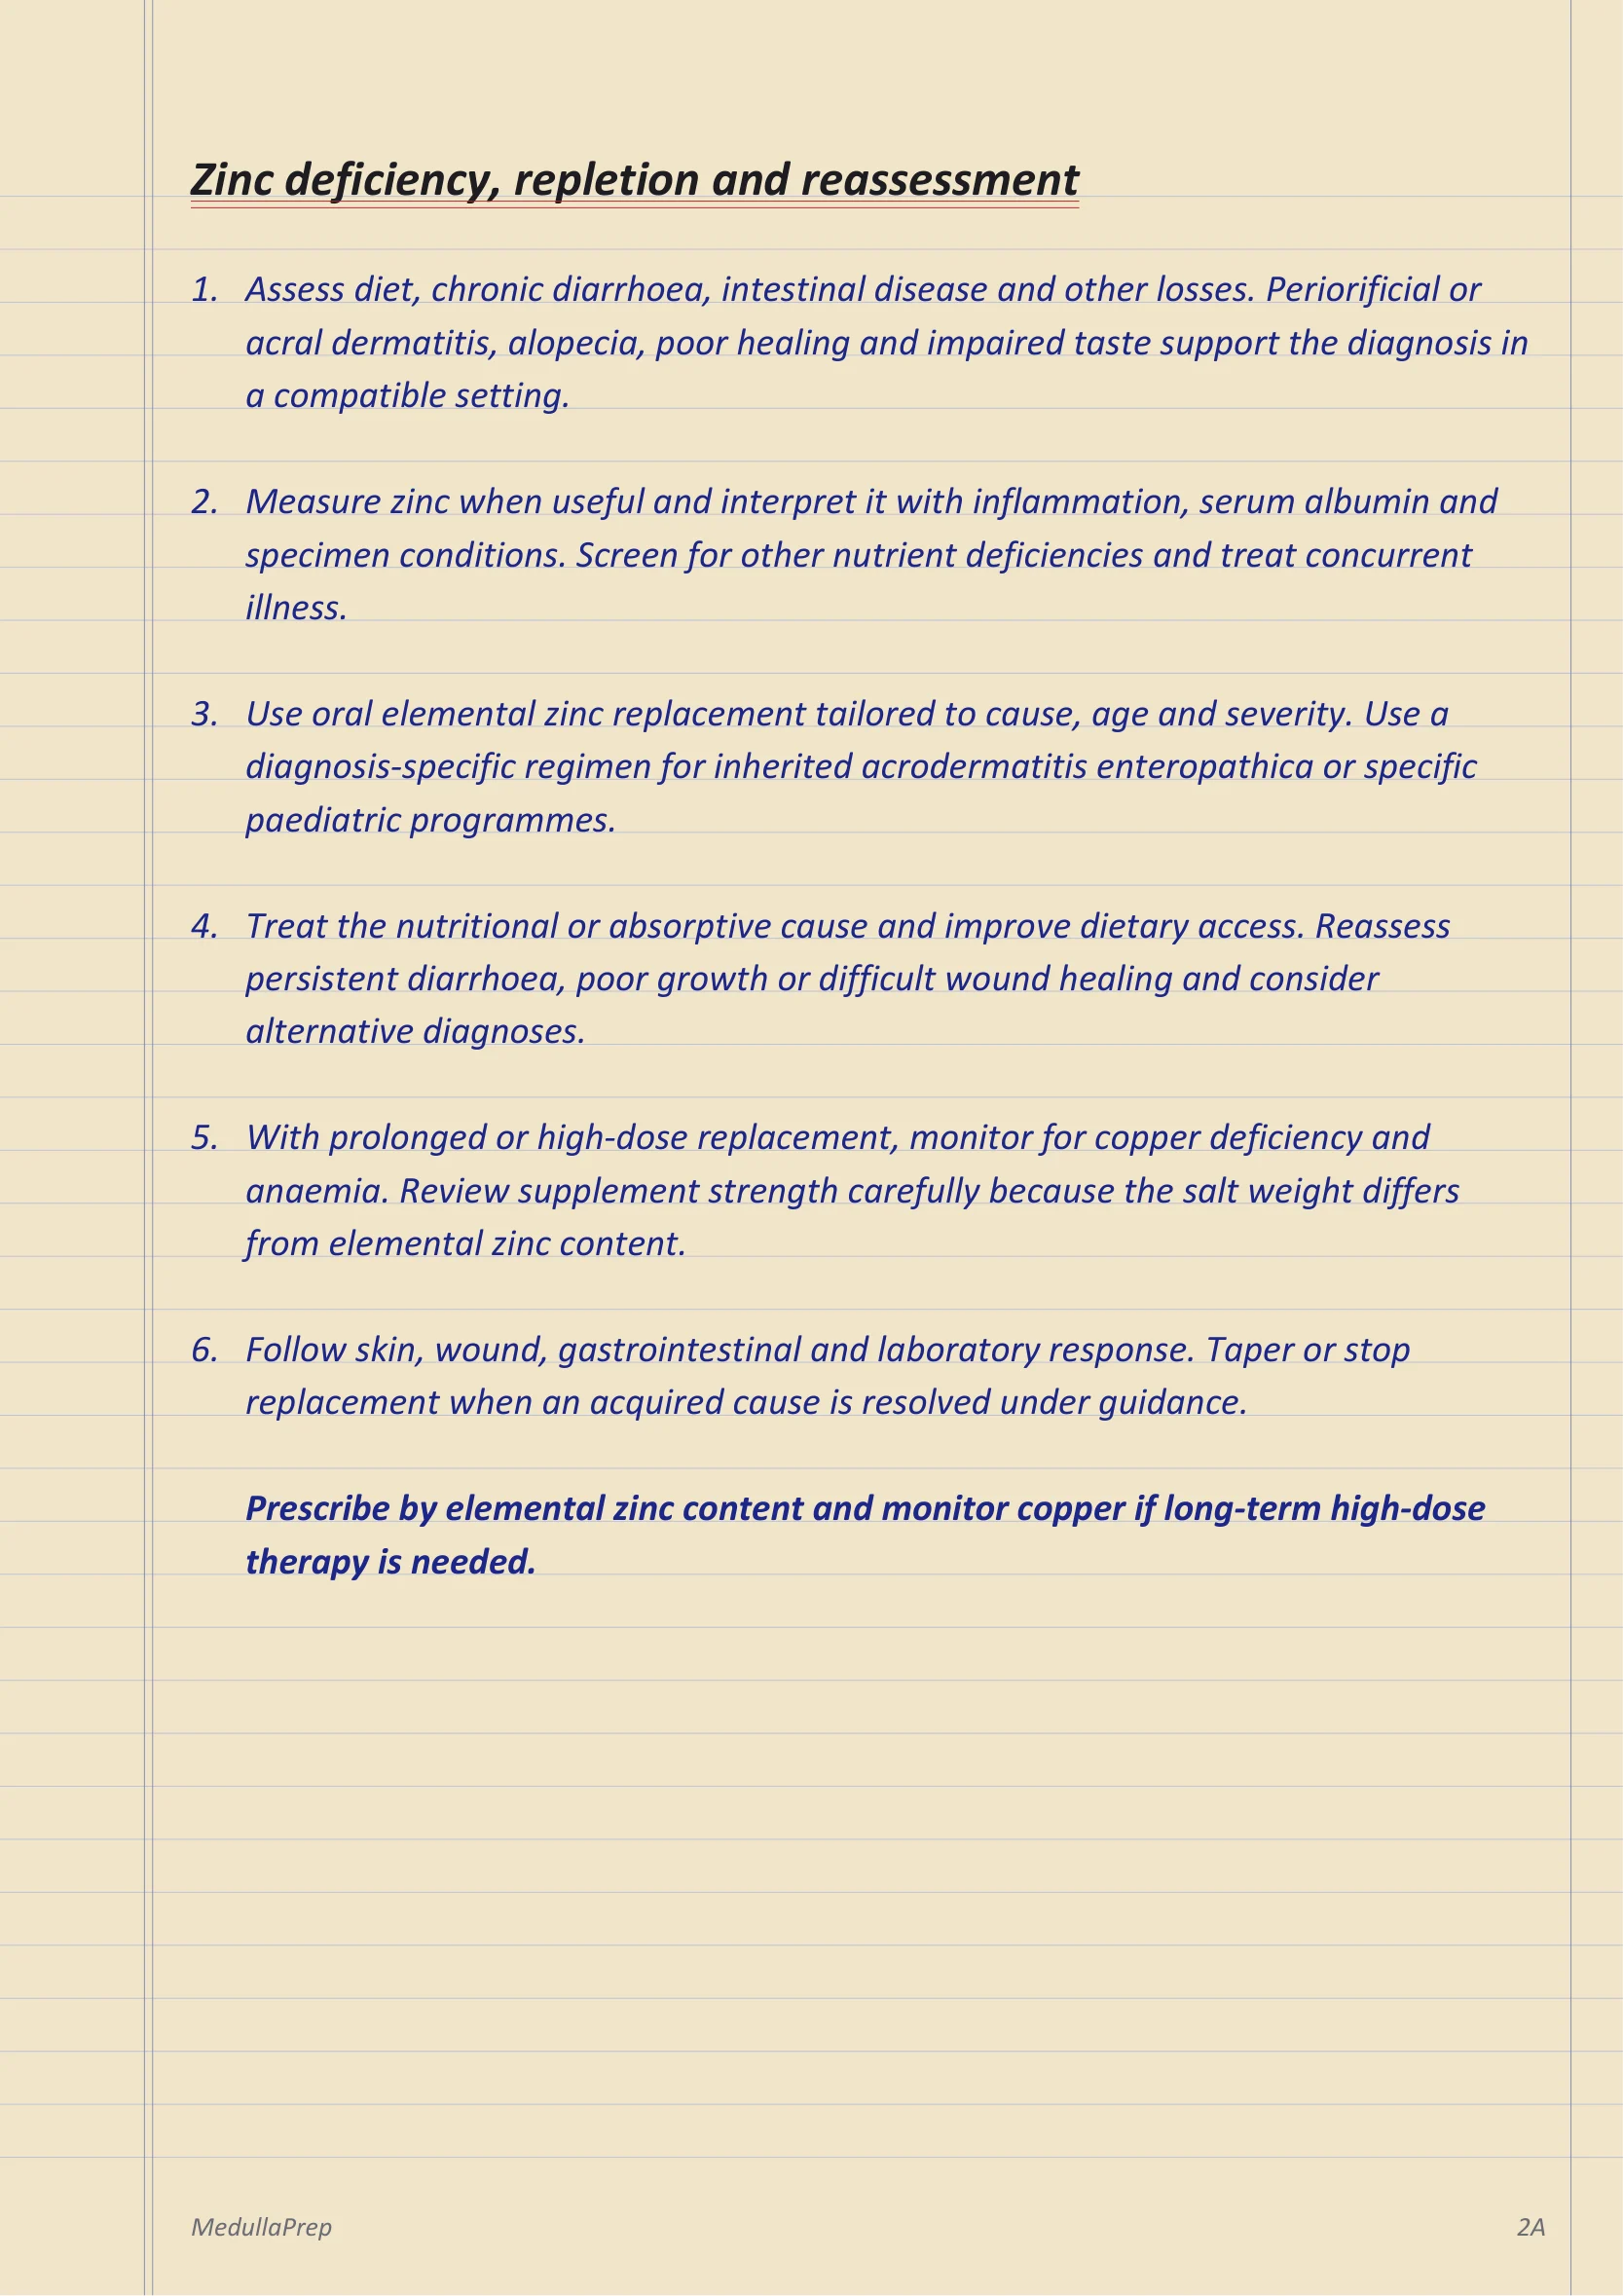 Zinc deficiency, repletion and reassessment
1. Assess diet, chronic diarrhoea, intestinal disease and other losses. Periorificial or
acral dermatitis, alopecia, poor healing and impaired taste support the diagnosis in
a compatible setting.
2. Measure zinc when useful and interpret it with inflammation, serum albumin and
specimen conditions. Screen for other nutrient deficiencies and treat concurrent
illness.
3. Use oral elemental zinc replacement tailored to cause, age and severity. Use a
diagnosis-specific regimen for inherited acrodermatitis enteropathica or specific
paediatric programmes.
4. Treat the nutritional or absorptive cause and improve dietary access. Reassess
persistent diarrhoea, poor growth or difficult wound healing and consider
alternative diagnoses.
5. With prolonged or high-dose replacement, monitor for copper deficiency and
anaemia. Review supplement strength carefully because the salt weight differs
from elemental zinc content.
6. Follow skin, wound, gastrointestinal and laboratory response. Taper or stop
replacement when an acquired cause is resolved under guidance.
Prescribe by elemental zinc content and monitor copper if long-term high-dose
therapy is needed.
MedullaPrep
2A